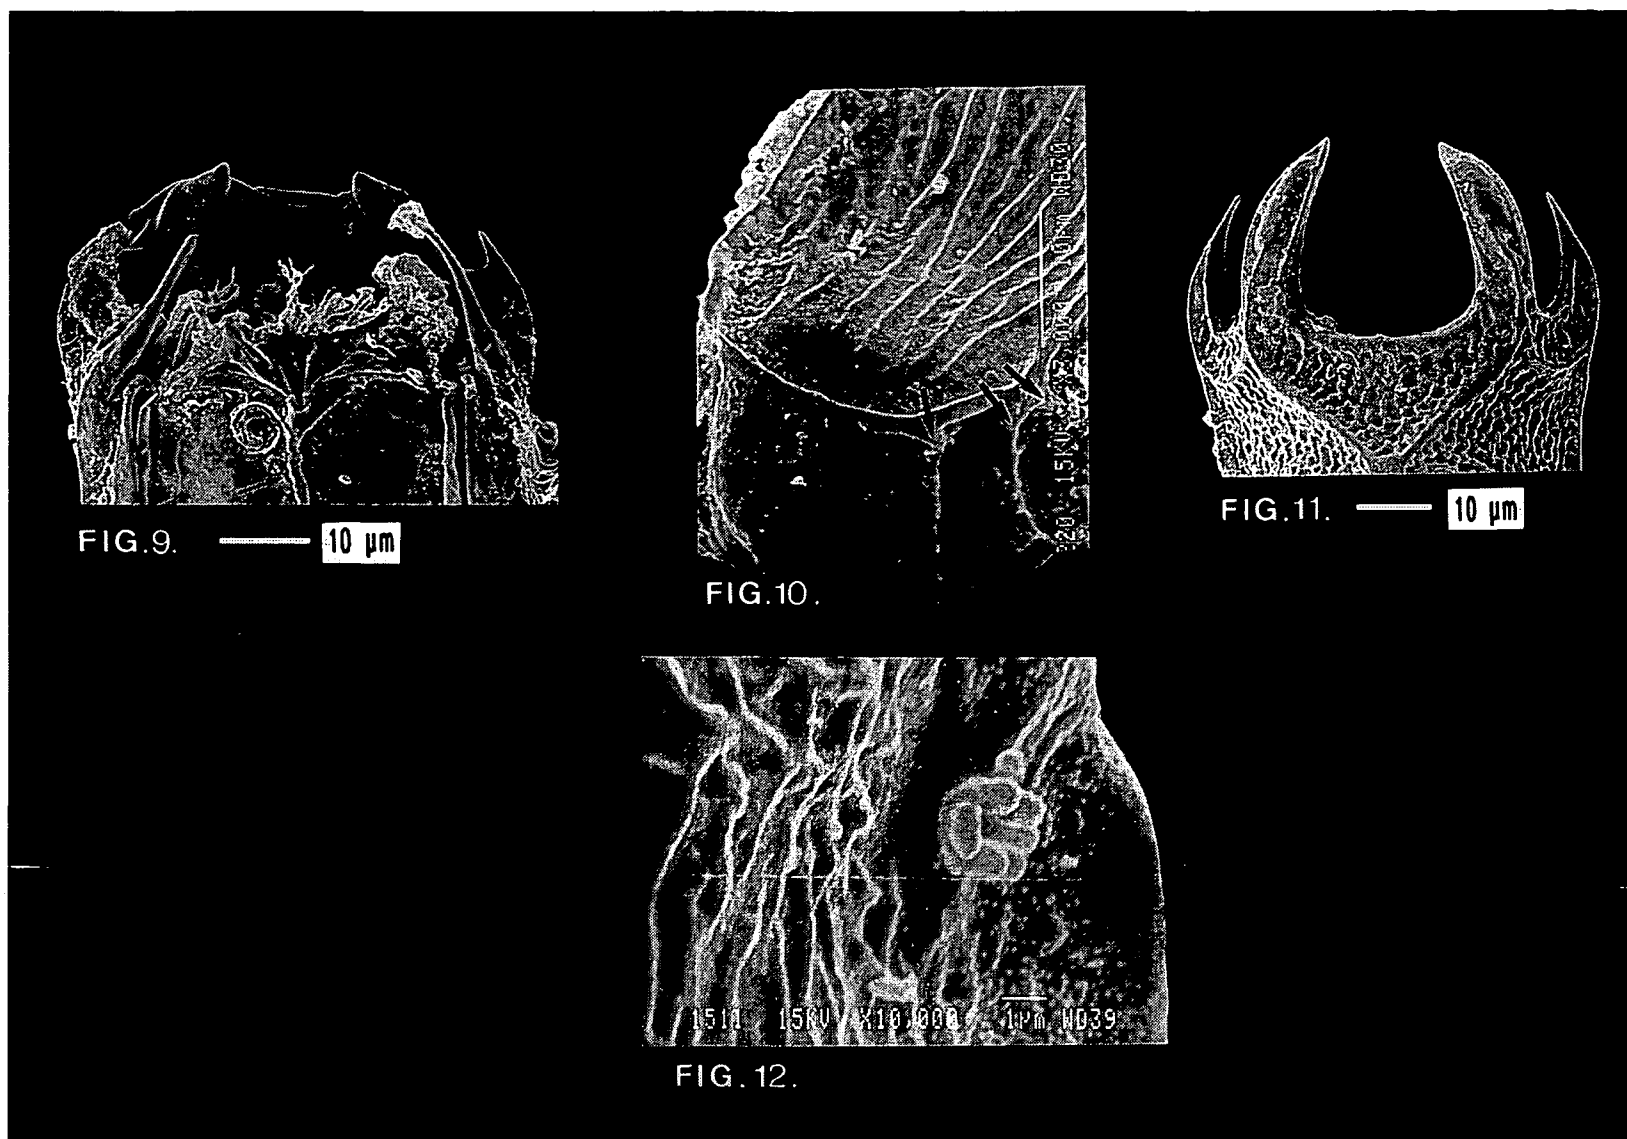 FIG.9.
10 µm
FIG.10.
FIG.11.
10 µm
1511 15KV X10,000 1µm WD39
FIG.12.